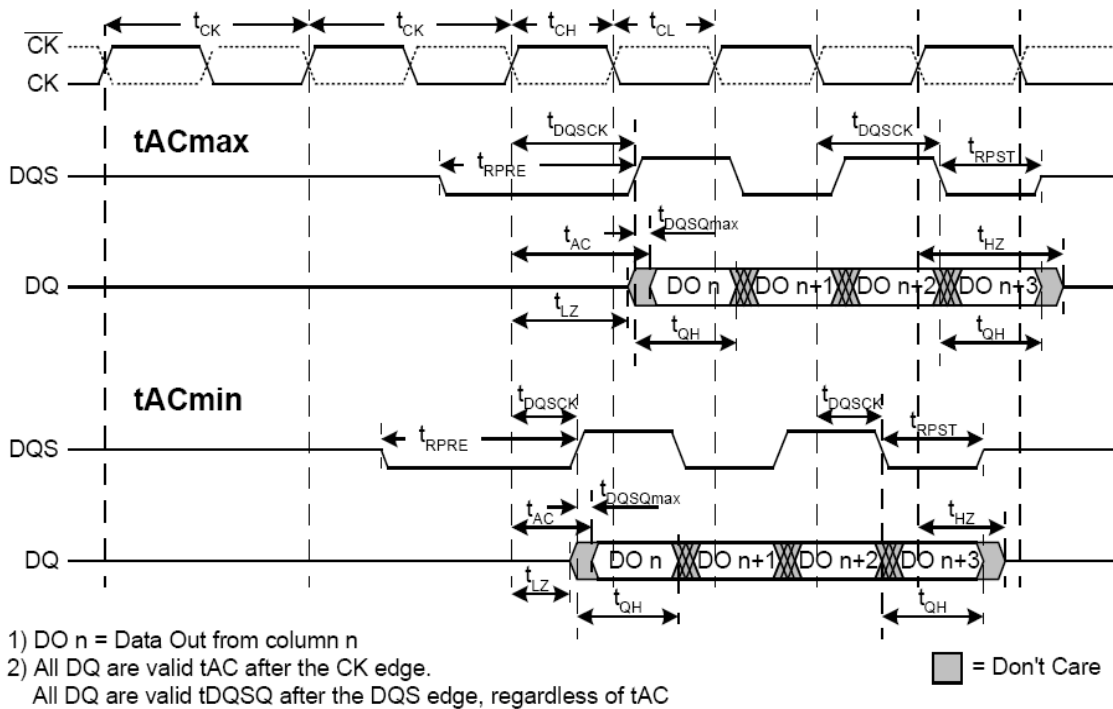 tCK tCK tCH tCL
CK
CK
tACmax
tDQSCK tDQSCK
tRPRE tRPST
DQS
tDQSQmax
tAC tHZ
DQ DO n DO n+1 DO n+2 DO n+3
tLZ
tQH tQH
tACmin
tDQSCK tDQSCK
tRPRE tRPST
DQS
tDQSQmax
tAC tHZ
DQ DO n DO n+1 DO n+2 DO n+3
tLZ
tQH tQH
1) DO n = Data Out from column n
2) All DQ are valid tAC after the CK edge.
All DQ are valid tDQSQ after the DQS edge, regardless of tAC
= Don't Care